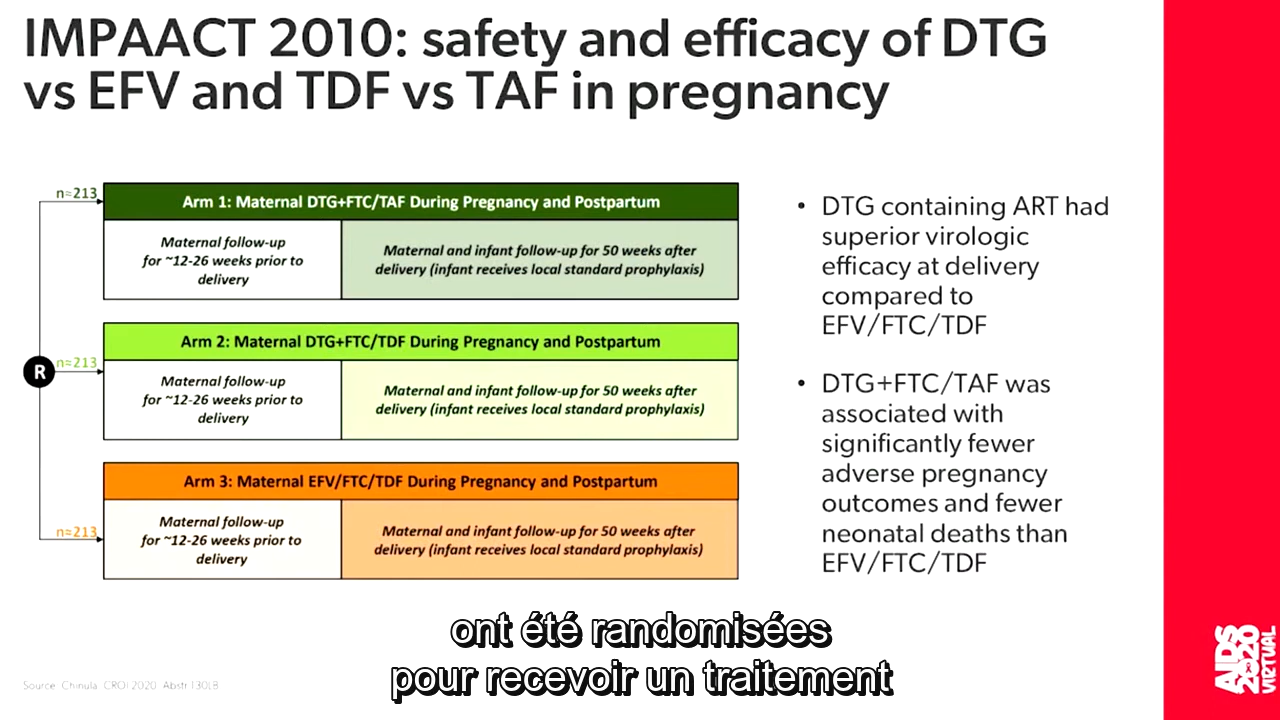 IMPAACT 2010: safety and efficacy of DTG
vs EFV and TDF vs TAF in pregnancy
n=213
Arm 1: Maternal DTG+FTC/TAF During Pregnancy and Postpartum
Maternal follow-up
for ~12-26 weeks prior to
delivery
Maternal and infant follow-up for 50 weeks after
delivery (infant receives local standard prophylaxis)
R
n=213
Arm 2: Maternal DTG+FTC/TDF During Pregnancy and Postpartum
Maternal follow-up
for ~12-26 weeks prior to
delivery
Maternal and infant follow-up for 50 weeks after
delivery (infant receives local standard prophylaxis)
n=213
Arm 3: Maternal EFV/FTC/TDF During Pregnancy and Postpartum
Maternal follow-up
for ~12-26 weeks prior to
delivery
Maternal and infant follow-up for 50 weeks after
delivery (infant receives local standard prophylaxis)
• DTG containing ART had
superior virologic
efficacy at delivery
compared to
EFV/FTC/TDF
• DTG+FTC/TAF was
associated with
significantly fewer
adverse pregnancy
outcomes and fewer
neonatal deaths than
EFV/FTC/TDF
ont été randomisées
pour recevoir un traitement
Source: Chinula, CROI 2020. Abstr 130LB
AIDS
2020
VIRTUAL